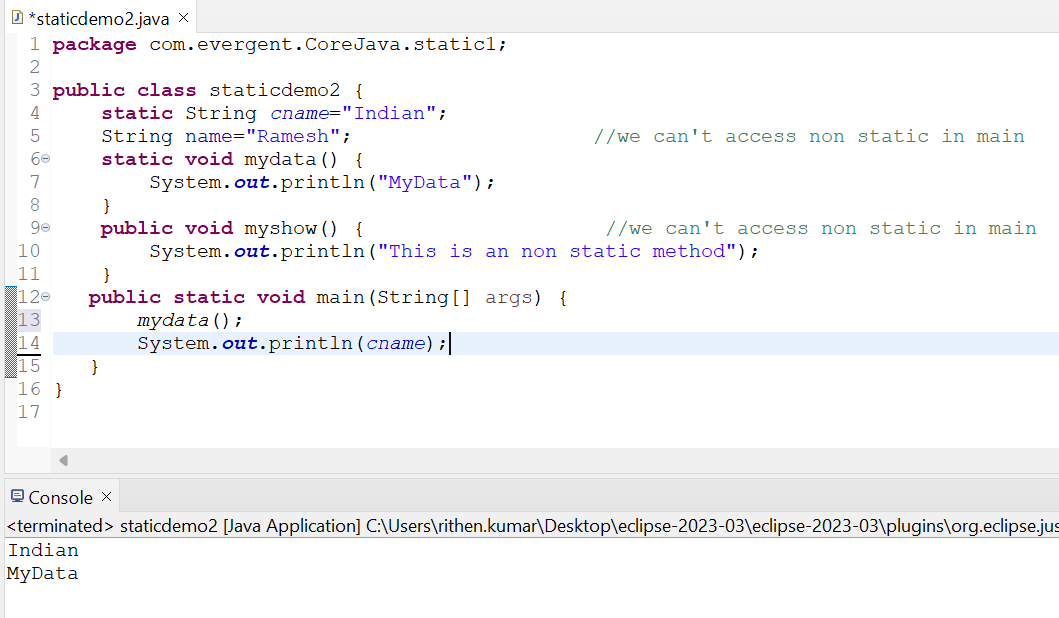 *staticdemo2.java ×
1 package com.evergent.CoreJava.static1;
2
3 public class staticdemo2 {
4     static String cname="Indian";
5     String name="Ramesh";                    //we can't access non static in main
6     static void mydata() {
7         System.out.println("MyData");
8     }
9     public void myshow() {                    //we can't access non static in main
10         System.out.println("This is an non static method");
11     }
12    public static void main(String[] args) {
13        mydata();
14        System.out.println(cname);
15    }
16 }
17
Console ×
<terminated> staticdemo2 [Java Application] C:\Users\rithen.kumar\Desktop\eclipse-2023-03\eclipse-2023-03\plugins\org.eclipse.jus
Indian
MyData